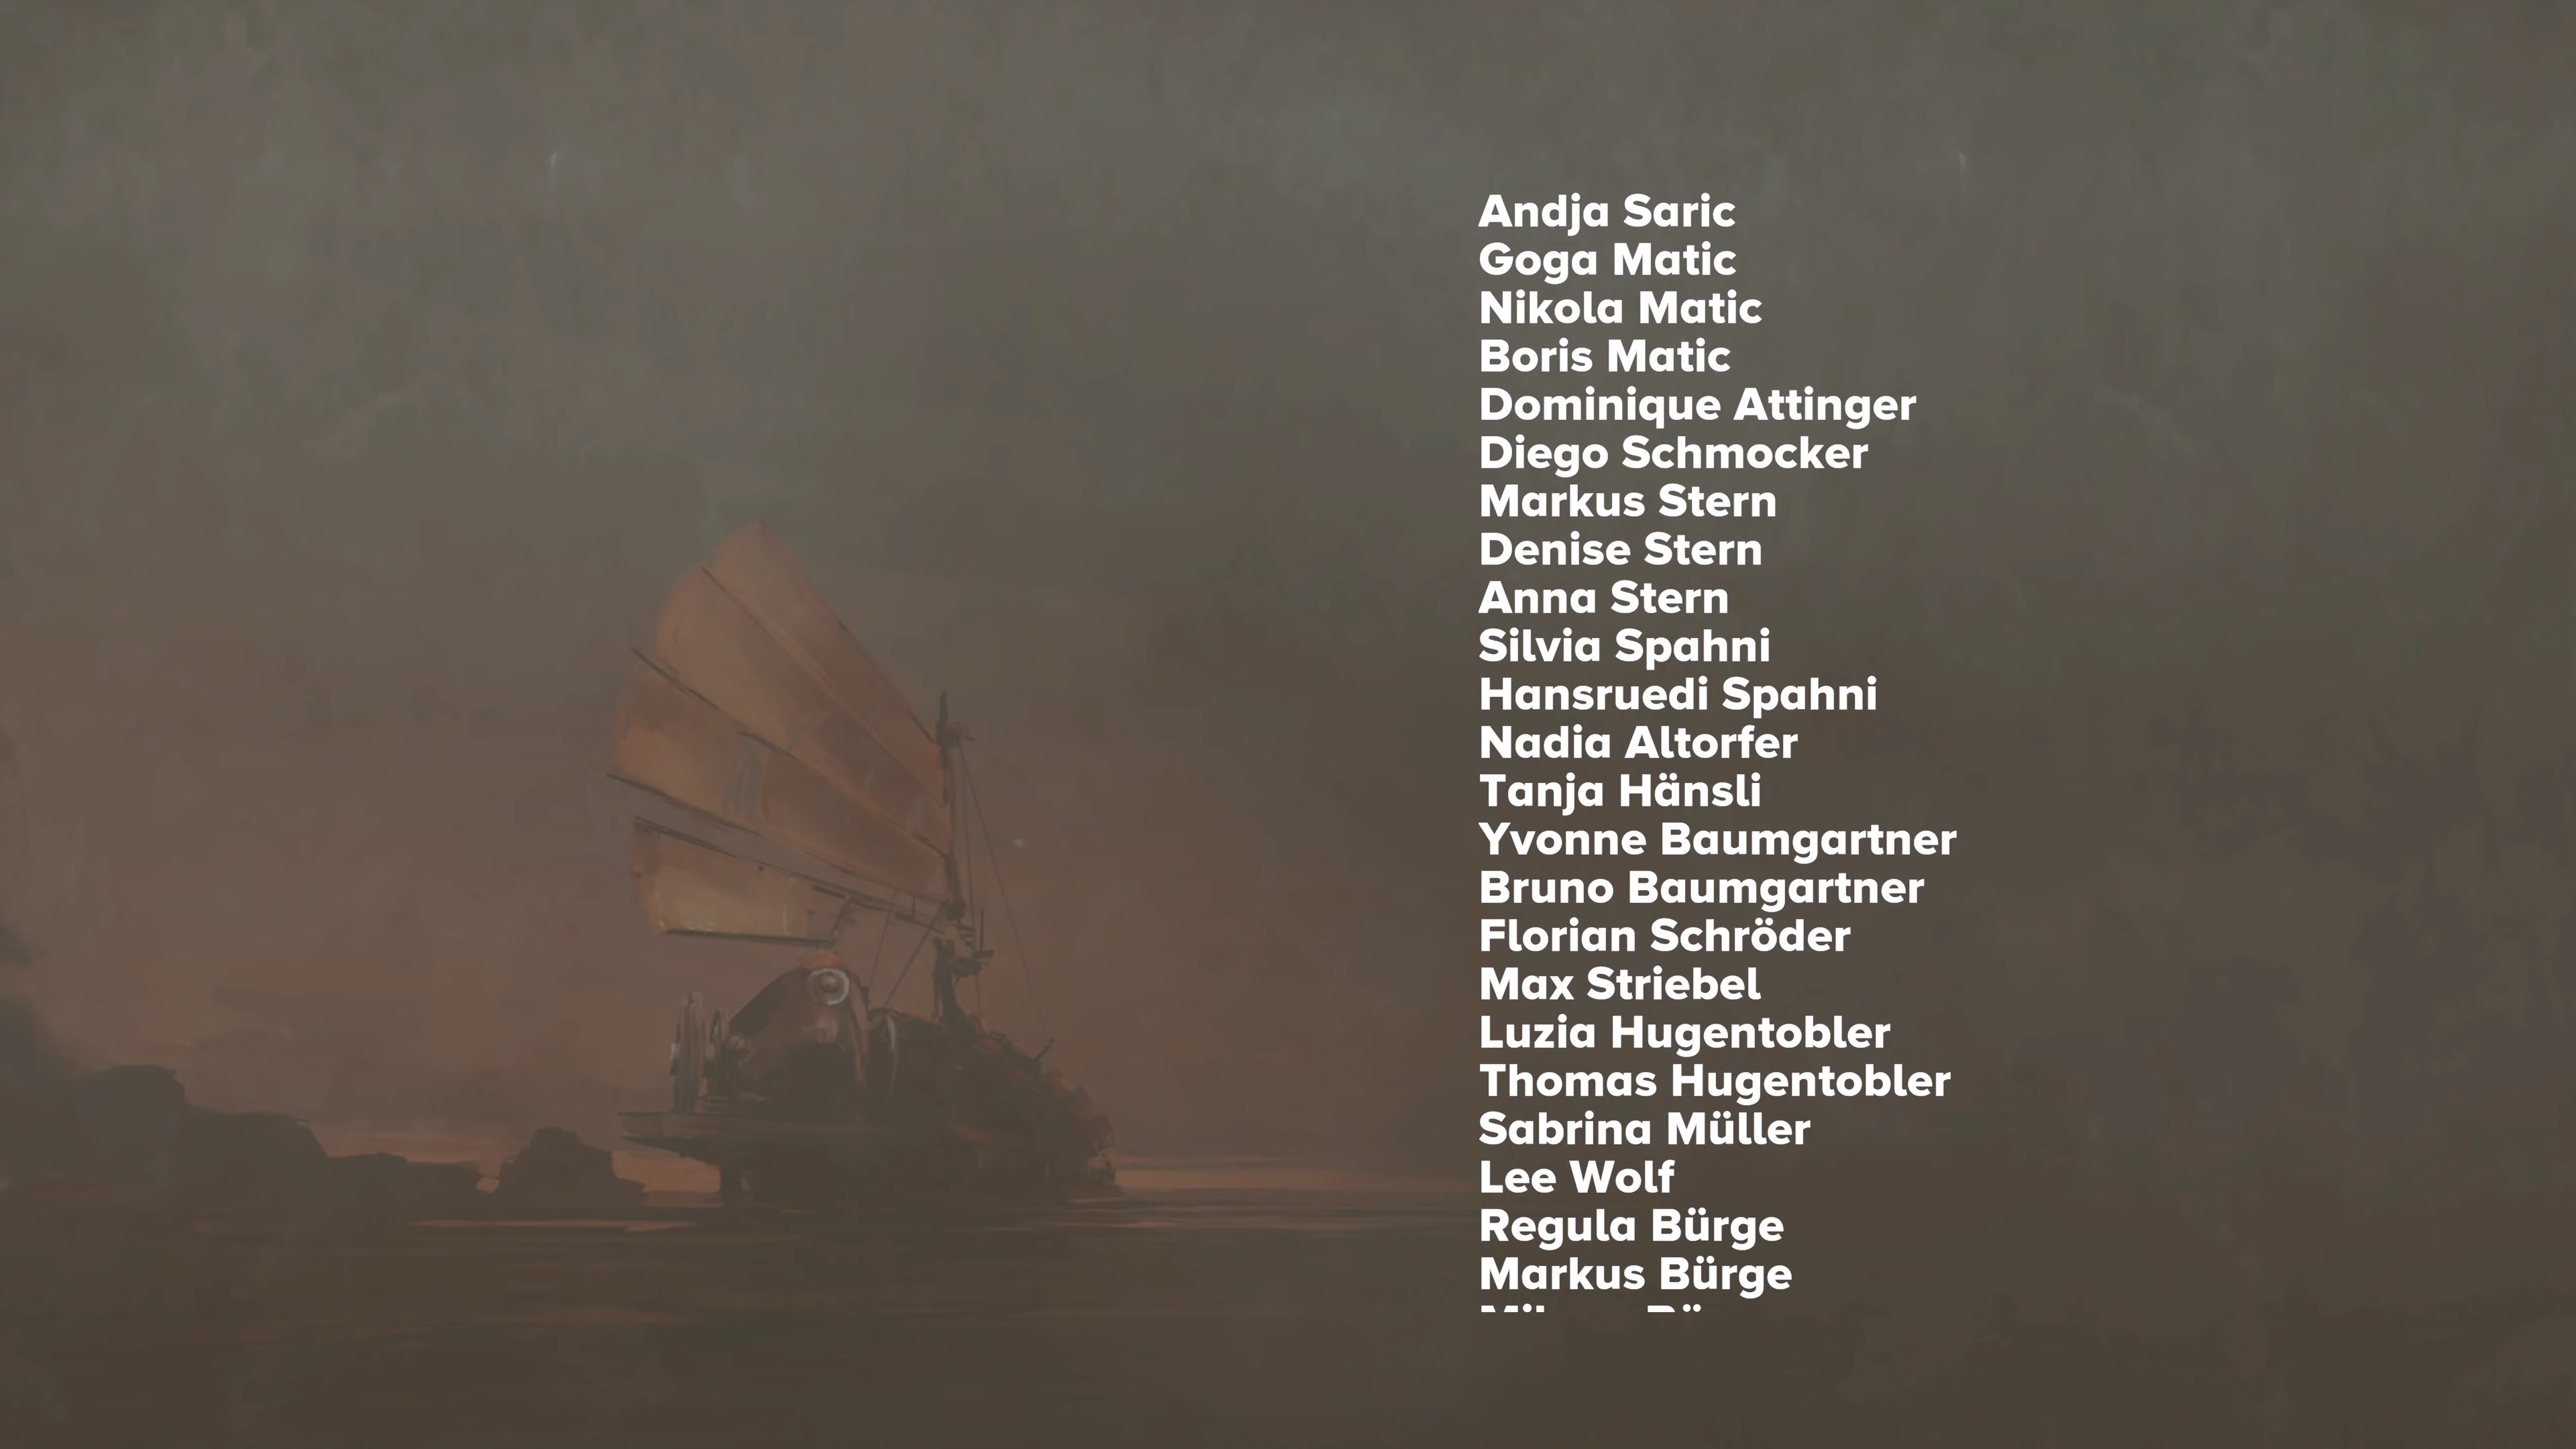 Andja Saric
Goga Matic
Nikola Matic
Boris Matic
Dominique Attinger
Diego Schmocker
Markus Stern
Denise Stern
Anna Stern
Silvia Spahni
Hansruedi Spahni
Nadia Altorfer
Tanja Hänsli
Yvonne Baumgartner
Bruno Baumgartner
Florian Schröder
Max Striebel
Luzia Hugentobler
Thomas Hugentobler
Sabrina Müller
Lee Wolf
Regula Bürge
Markus Bürge